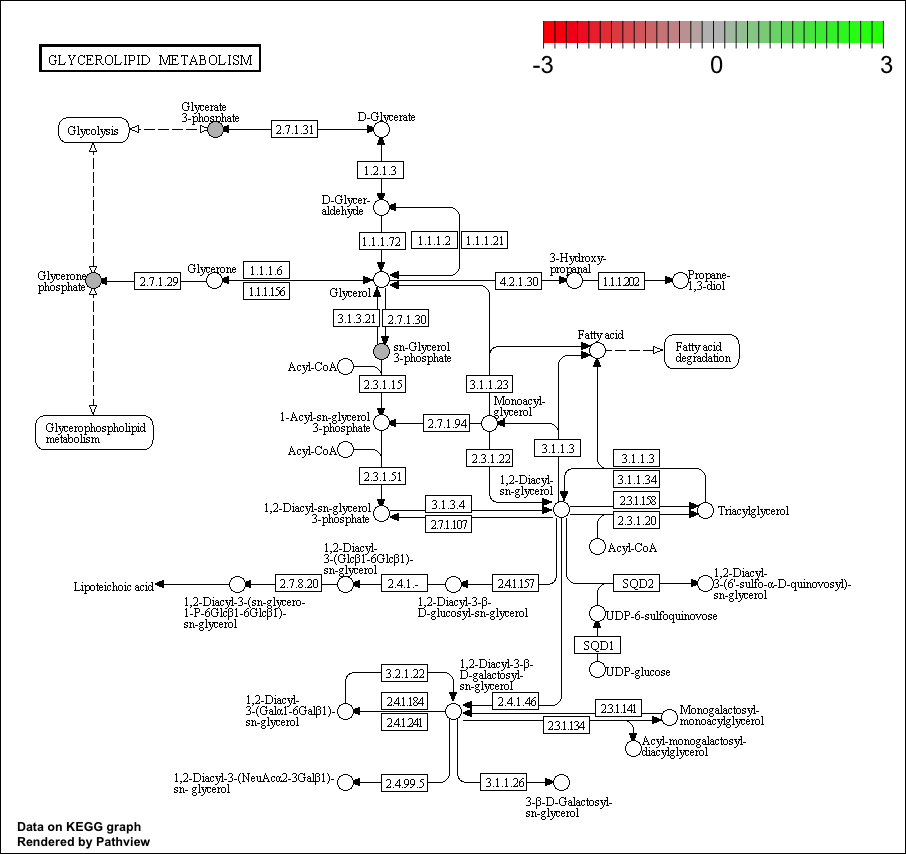 -3
0
3
GLYCEROLIPID METABOLISM
Glycerate
3-phosphate
Glycolysis
2.7.1.31
D-Glycerate
1.2.1.3
D-Glycer-
aldehyde
1.1.1.72
1.1.1.2
1.1.1.21
Glycerone
phosphate
2.7.1.29
Glycerone
1.1.1.6
1.1.1.156
Glycerol
4.2.1.30
3-Hydroxy-
propanal
1.1.1.202
Propane-
1,3-diol
3.1.3.21
2.7.1.30
sn-Glycerol
3-phosphate
Fatty acid
Fatty acid
degradation
Acyl-CoA
2.3.1.15
3.1.1.23
1-Acyl-sn-glycerol
3-phosphate
2.7.1.94
Monoacyl-
glycerol
Glycerophospholipid
metabolism
Acyl-CoA
2.3.1.51
2.3.1.22
3.1.1.3
3.1.1.3
3.1.1.34
1,2-Diacyl-
sn-glycerol
2.3.1.158
2.3.1.20
Triacylglycerol
1,2-Diacyl-sn-glycerol
3-phosphate
3.1.3.4
2.7.1.107
Acyl-CoA
Lipoteichoic acid
2.7.8.20
1,2-Diacyl-
3-(Glcβ1-6Glcβ1)-
sn-glycerol
2.4.1.-
2.4.1.157
SQD2
1,2-Diacyl-
3-(6'-sulfo-α-D-quinovosyl)-
sn-glycerol
1,2-Diacyl-3-(sn-glycero-
1-P-6Glcβ1-6Glcβ1)-
sn-glycerol
1,2-Diacyl-3-β-
D-glucosyl-sn-glycerol
UDP-6-sulfoquinovose
SQD1
UDP-glucose
3.2.1.22
1,2-Diacyl-3-β-
D-galactosyl-
sn-glycerol
1,2-Diacyl-
3-(Galα1-6Galβ1)-
sn-glycerol
2.4.1.184
2.4.1.241
2.4.1.46
2.3.1.141
2.3.1.134
Monogalactosyl-
monoacylglycerol
Acyl-monogalactosyl-
diacylglycerol
1,2-Diacyl-3-(NeuAcα2-3Galβ1)-
sn- glycerol
2.4.99.5
3.1.1.26
3-β-D-Galactosyl-
sn-glycerol
Data on KEGG graph
Rendered by Pathview